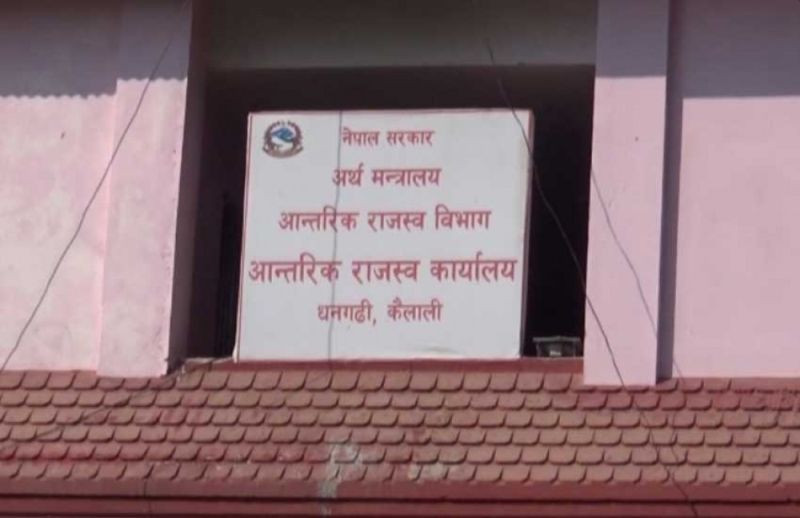 नेपाल सरकार
अर्थ मन्त्रालय
आन्तरिक राजस्व विभाग
आन्तरिक राजस्व कार्यालय
धनगढी, कैलाली